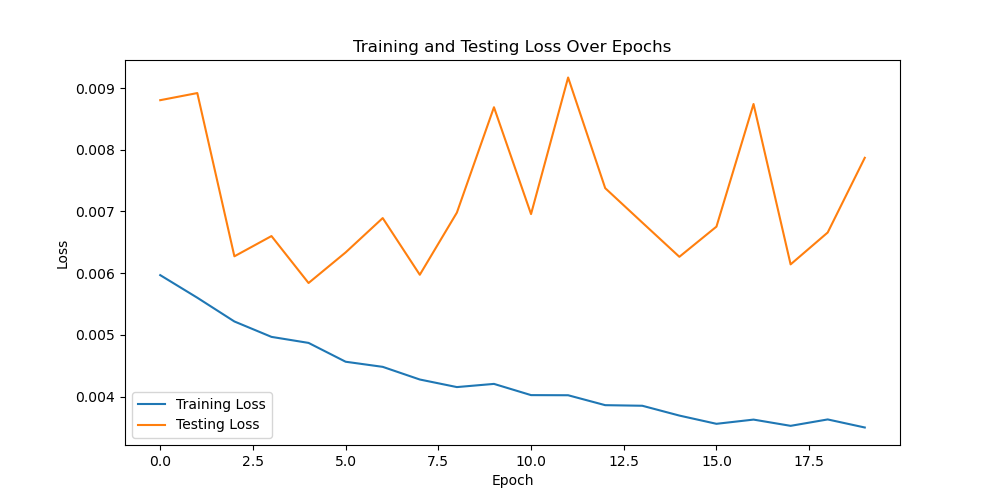 Training and Testing Loss Over Epochs
0.009
0.008
0.007
0.006
0.005
0.004
Loss
Training Loss
Testing Loss
0.0 2.5 5.0 7.5 10.0 12.5 15.0 17.5
Epoch